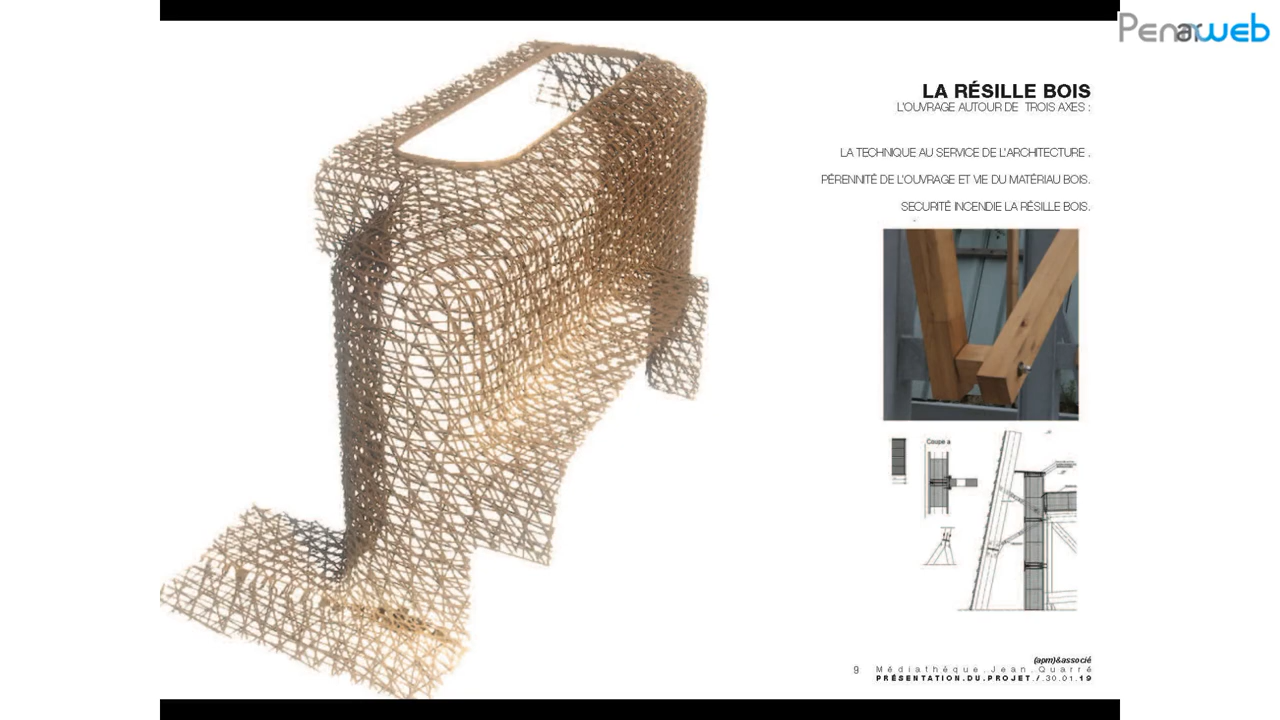 Penarweb
LA RÉSILLE BOIS
L'OUVRAGE AUTOUR DE TROIS AXES :
LA TECHNIQUE AU SERVICE DE L'ARCHITECTURE .
PÉRENNITÉ DE L'OUVRAGE ET VIE DU MATÉRIAU BOIS.
SECURITÉ INCENDIE LA RÉSILLE BOIS.
Coupe a
(apm)&associé
9 Médiathèque.Jean.Quarré
PRÉSENTATION.DU.PROJET./.30.01.19